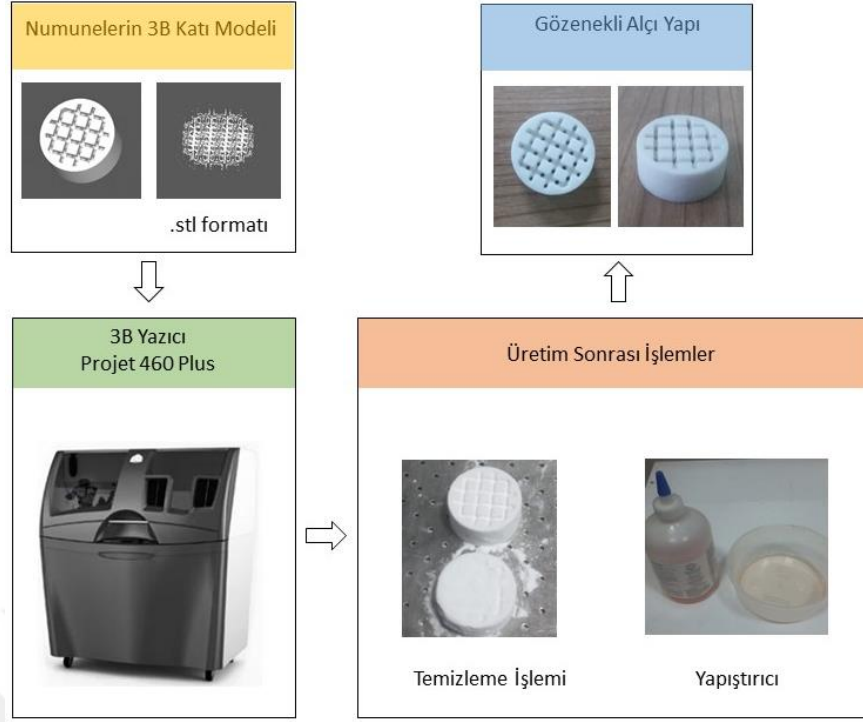 Numunelerin 3B Katı Modeli
.stl formatı
3B Yazıcı
Projet 460 Plus
Üretim Sonrası İşlemler
Temizleme İşlemi
Yapıştırıcı
Gözenekli Alçı Yapı